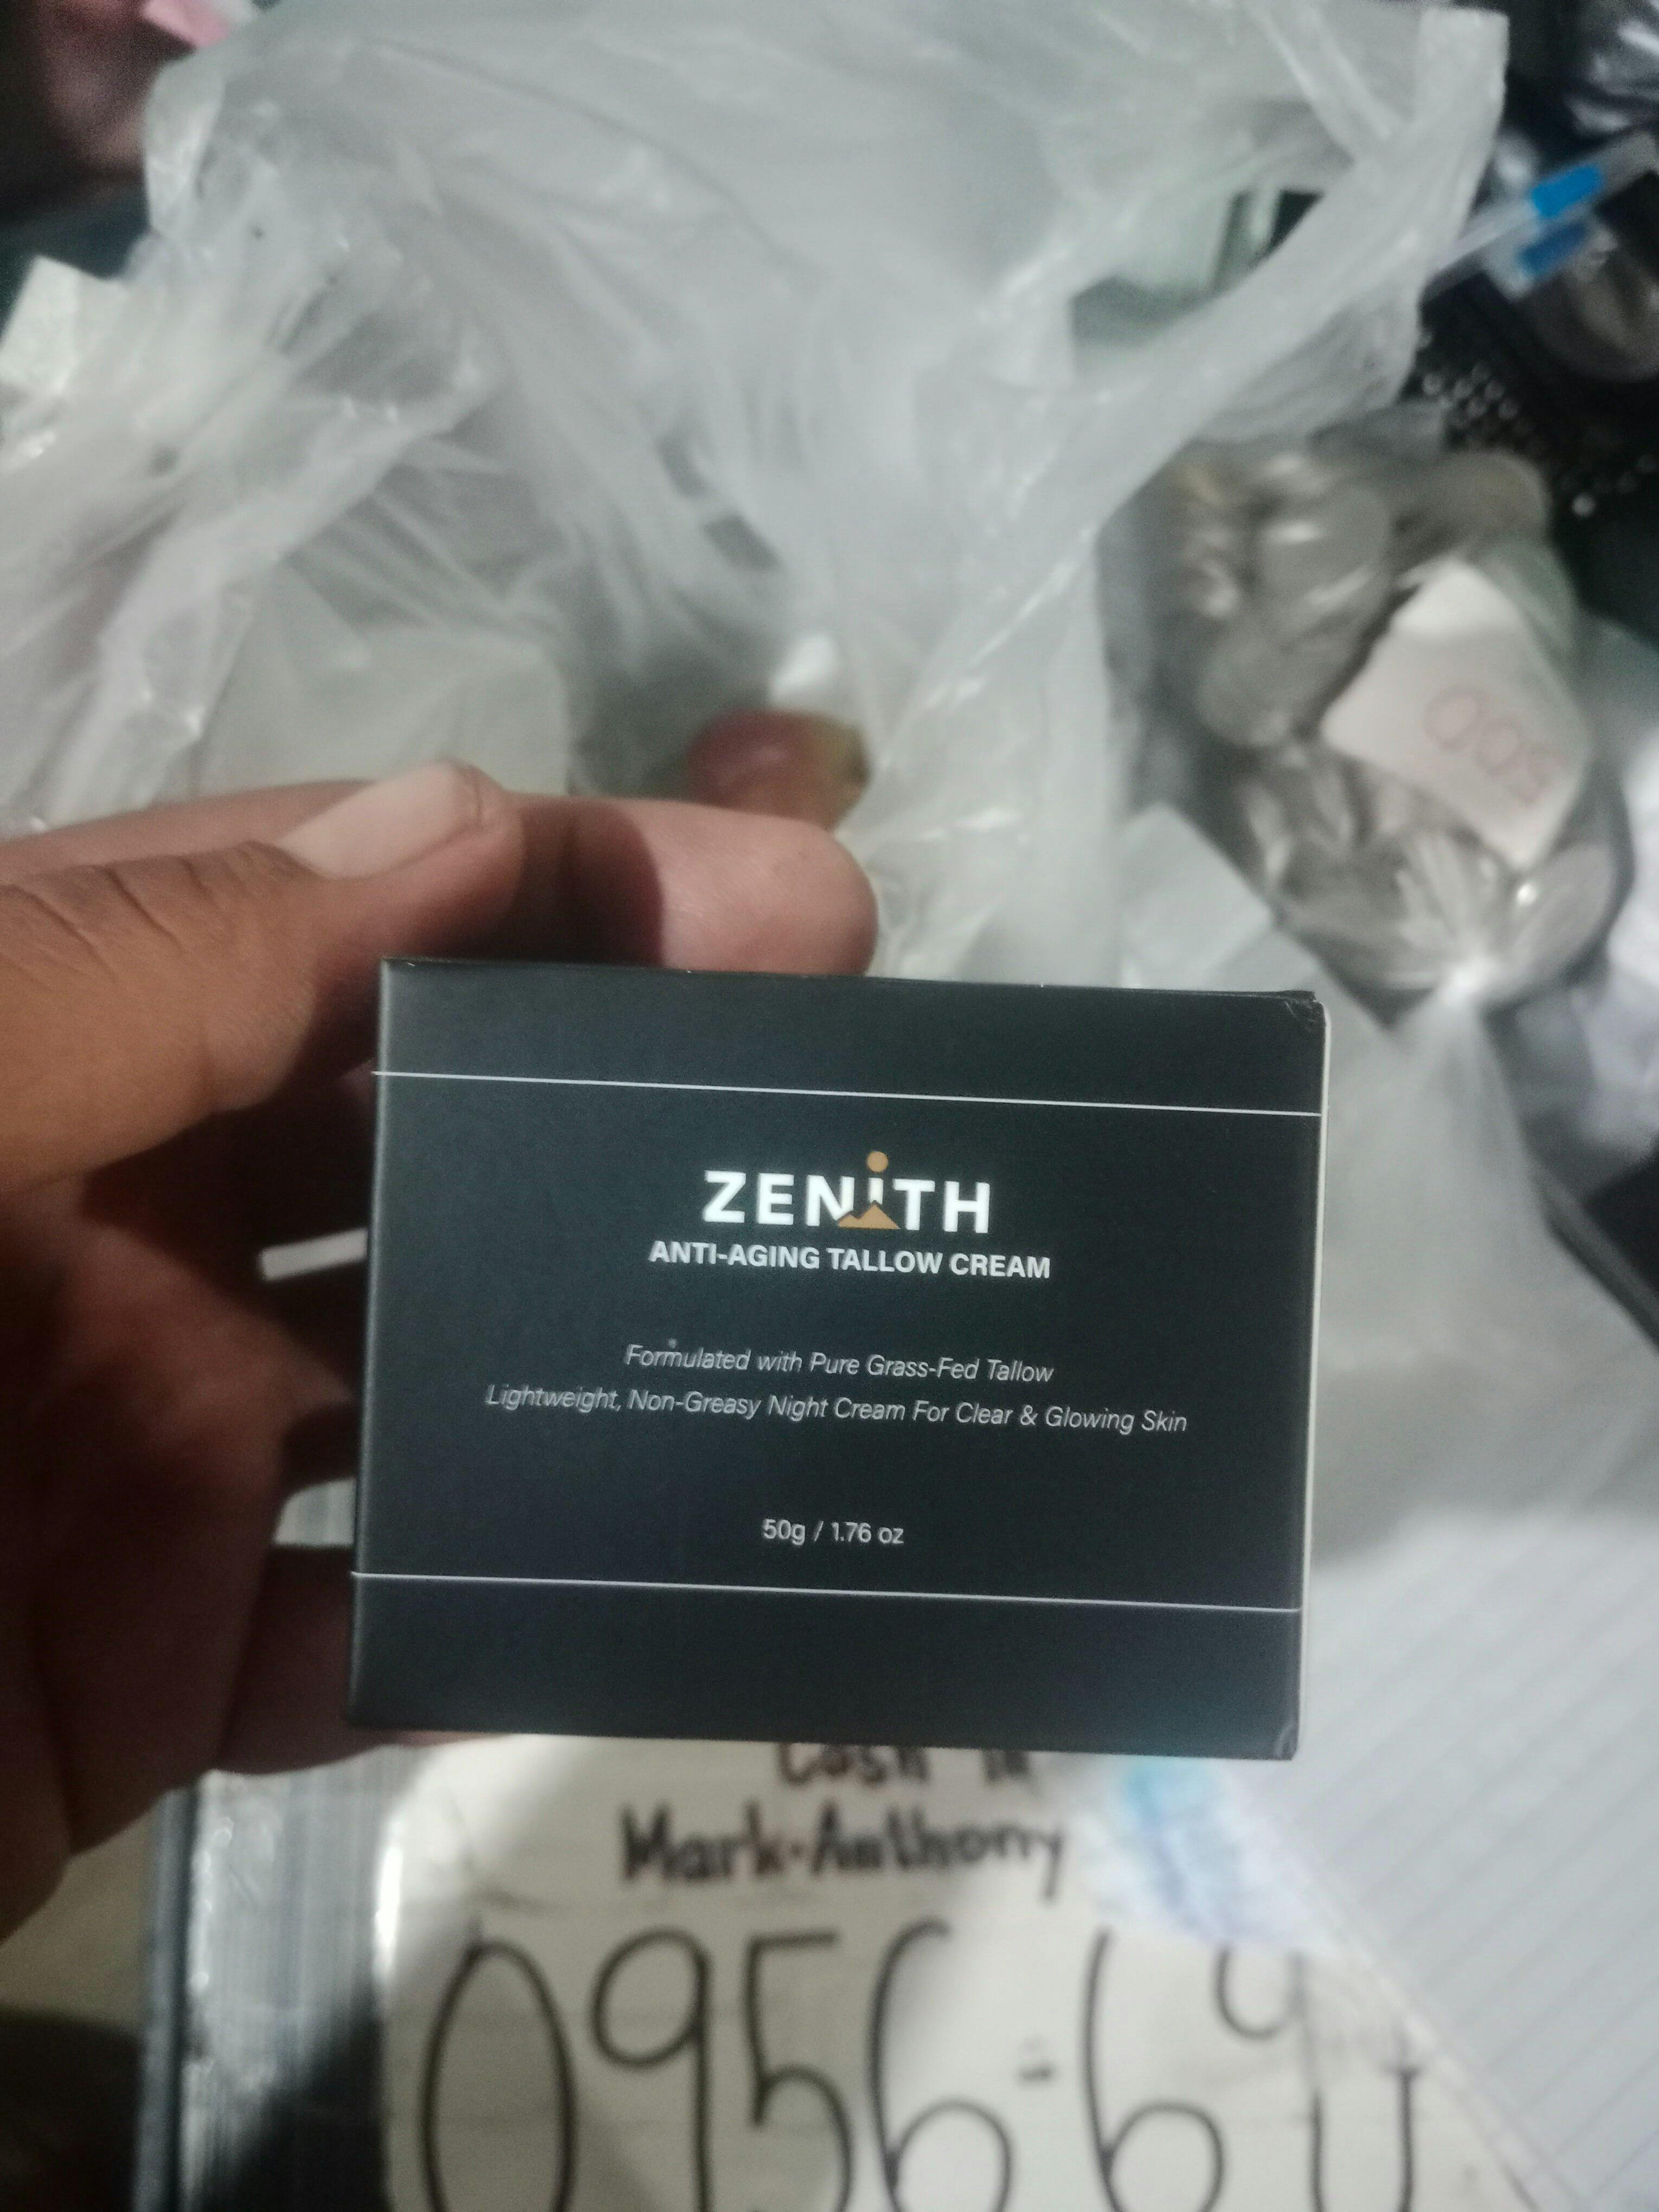 500
ZENiTH
ANTI-AGING TALLOW CREAM
Formulated with Pure Grass-Fed Tallow
Lightweight, Non-Greasy Night Cream For Clear & Glowing Skin
50g / 1.76 oz
Cash in
Mark-Anthony
0956-69